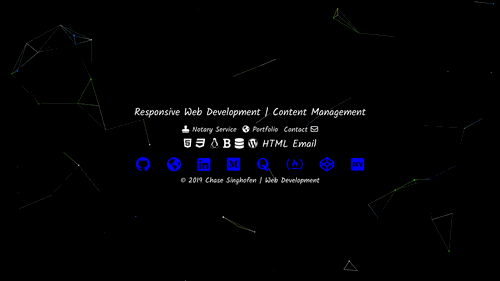 Responsive Web Development | Content Management
Notary Service Portfolio Contact
HTML Email
© 2019 Chase Singhofen | Web Development